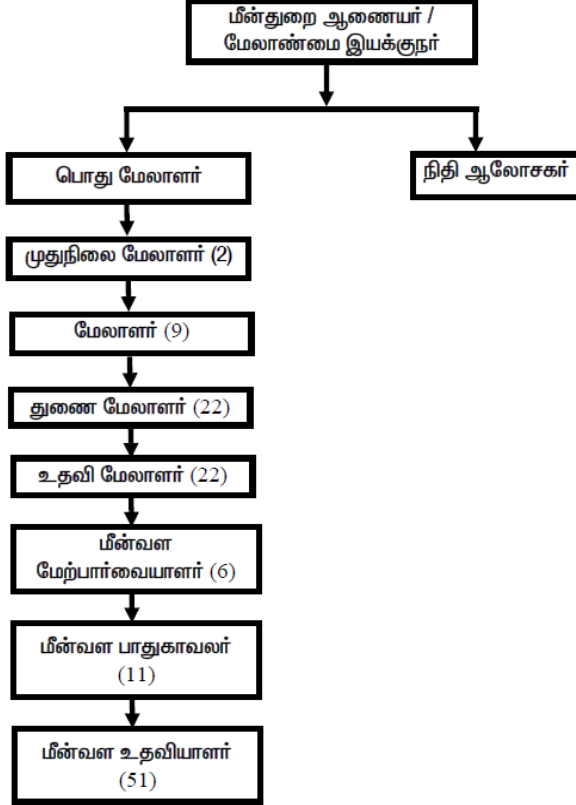 மீன்துறை ஆணையர் /
மேலாண்மை இயக்குநர்
பொது மேலாளர்
நிதி ஆலோசகர்
முதுநிலை மேலாளர் (2)
மேலாளர் (9)
துணை மேலாளர் (22)
உதவி மேலாளர் (22)
மீன்வள
மேற்பார்வையாளர் (6)
மீன்வள பாதுகாவலர்
(11)
மீன்வள உதவியாளர்
(51)